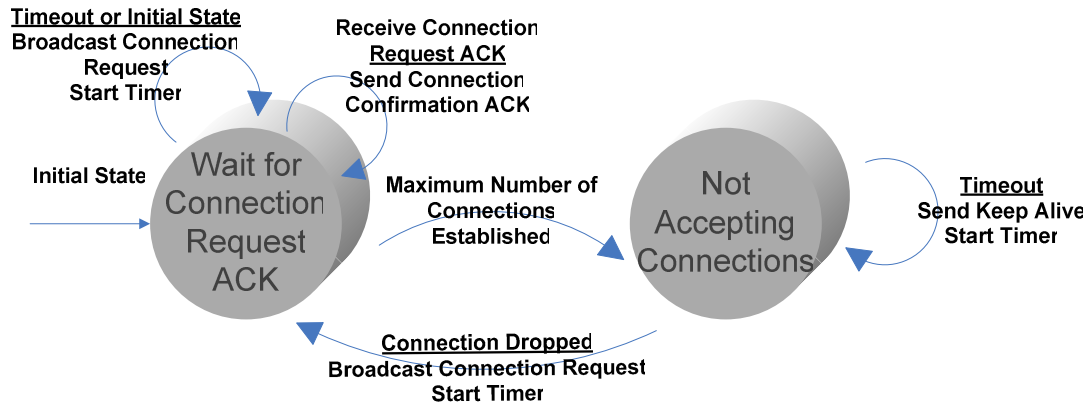 Timeout or Initial State
Broadcast Connection
Request
Start Timer
Receive Connection
Request ACK
Send Connection
Confirmation ACK
Initial State
Wait for
Connection
Request
ACK
Maximum Number of
Connections
Established
Not
Accepting
Connections
Timeout
Send Keep Alive
Start Timer
Connection Dropped
Broadcast Connection Request
Start Timer